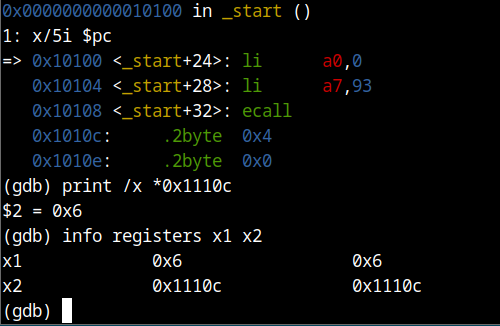 0x0000000000010100 in _start ()
1: x/5i $pc
=> 0x10100 <_start+24>: li      a0,0
   0x10104 <_start+28>: li      a7,93
   0x10108 <_start+32>: ecall
   0x1010c:     .2byte  0x4
   0x1010e:     .2byte  0x0
(gdb) print /x *0x1110c
$2 = 0x6
(gdb) info registers x1 x2
x1             0x6                 0x6
x2             0x1110c             0x1110c
(gdb)